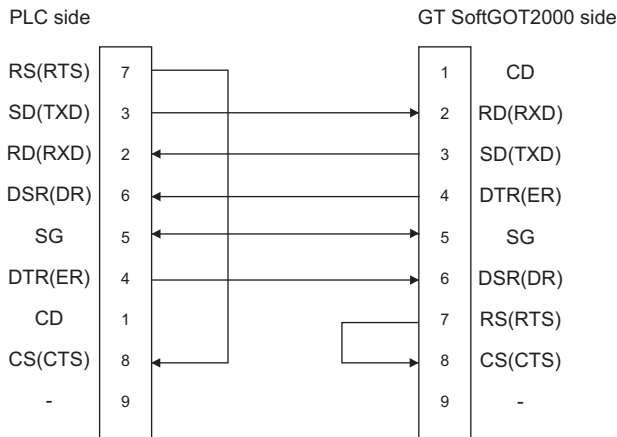 PLC side GT SoftGOT2000 side
RS(RTS) 7 1 CD
SD(TXD) 3 2 RD(RXD)
RD(RXD) 2 3 SD(TXD)
DSR(DR) 6 4 DTR(ER)
SG 5 5 SG
DTR(ER) 4 6 DSR(DR)
CD 1 7 RS(RTS)
CS(CTS) 8 8 CS(CTS)
- 9 9 -